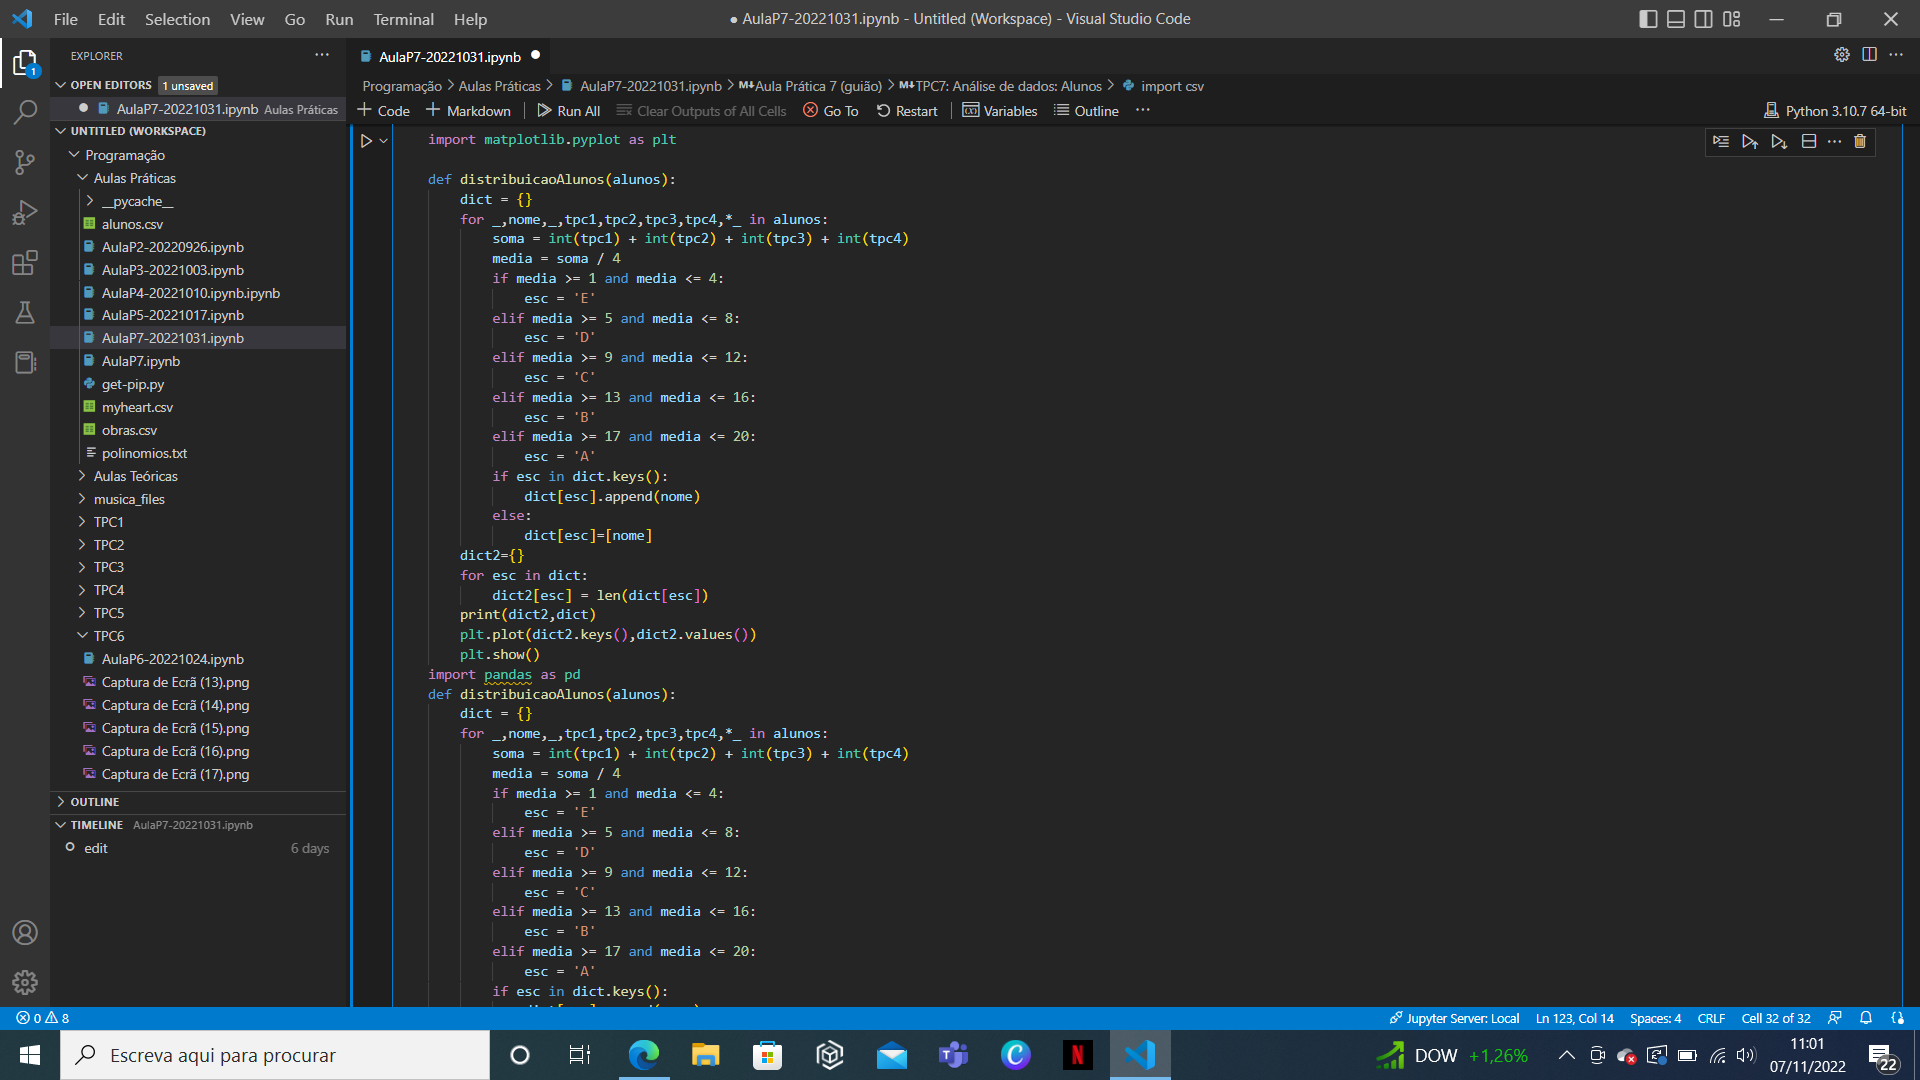 File Edit Selection View Go Run Terminal Help
● AulaP7-20221031.ipynb - Untitled (Workspace) - Visual Studio Code
EXPLORER
OPEN EDITORS 1 unsaved
AulaP7-20221031.ipynb Aulas Práticas
UNTITLED (WORKSPACE)
Programação
Aulas Práticas
__pycache__
alunos.csv
AulaP2-20220926.ipynb
AulaP3-20221003.ipynb
AulaP4-20221010.ipynb.ipynb
AulaP5-20221017.ipynb
AulaP7-20221031.ipynb
AulaP7.ipynb
get-pip.py
myheart.csv
obras.csv
polinomios.txt
Aulas Teóricas
musica_files
TPC1
TPC2
TPC3
TPC4
TPC5
TPC6
AulaP6-20221024.ipynb
Captura de Ecrã (13).png
Captura de Ecrã (14).png
Captura de Ecrã (15).png
Captura de Ecrã (16).png
Captura de Ecrã (17).png
OUTLINE
TIMELINE AulaP7-20221031.ipynb
edit 6 days
1
AulaP7-20221031.ipynb
Programação > Aulas Práticas > AulaP7-20221031.ipynb > M↓Aula Prática 7 (guião) > M↓TPC7: Análise de dados: Alunos > import csv
+ Code + Markdown Run All Clear Outputs of All Cells Go To Restart Variables Outline ···
Python 3.10.7 64-bit
import matplotlib.pyplot as plt
def distribuicaoAlunos(alunos):
dict = {}
for _,nome,_,tpc1,tpc2,tpc3,tpc4,*_ in alunos:
soma = int(tpc1) + int(tpc2) + int(tpc3) + int(tpc4)
media = soma / 4
if media >= 1 and media <= 4:
esc = 'E'
elif media >= 5 and media <= 8:
esc = 'D'
elif media >= 9 and media <= 12:
esc = 'C'
elif media >= 13 and media <= 16:
esc = 'B'
elif media >= 17 and media <= 20:
esc = 'A'
if esc in dict.keys():
dict[esc].append(nome)
else:
dict[esc]=[nome]
dict2={}
for esc in dict:
dict2[esc] = len(dict[esc])
print(dict2,dict)
plt.plot(dict2.keys(),dict2.values())
plt.show()
import pandas as pd
def distribuicaoAlunos(alunos):
dict = {}
for _,nome,_,tpc1,tpc2,tpc3,tpc4,*_ in alunos:
soma = int(tpc1) + int(tpc2) + int(tpc3) + int(tpc4)
media = soma / 4
if media >= 1 and media <= 4:
esc = 'E'
elif media >= 5 and media <= 8:
esc = 'D'
elif media >= 9 and media <= 12:
esc = 'C'
elif media >= 13 and media <= 16:
esc = 'B'
elif media >= 17 and media <= 20:
esc = 'A'
if esc in dict.keys():
0 8
Jupyter Server: Local Ln 123, Col 14 Spaces: 4 CRLF Cell 32 of 32
Escreva aqui para procurar
N
DOW +1,26%
11:01
07/11/2022
22